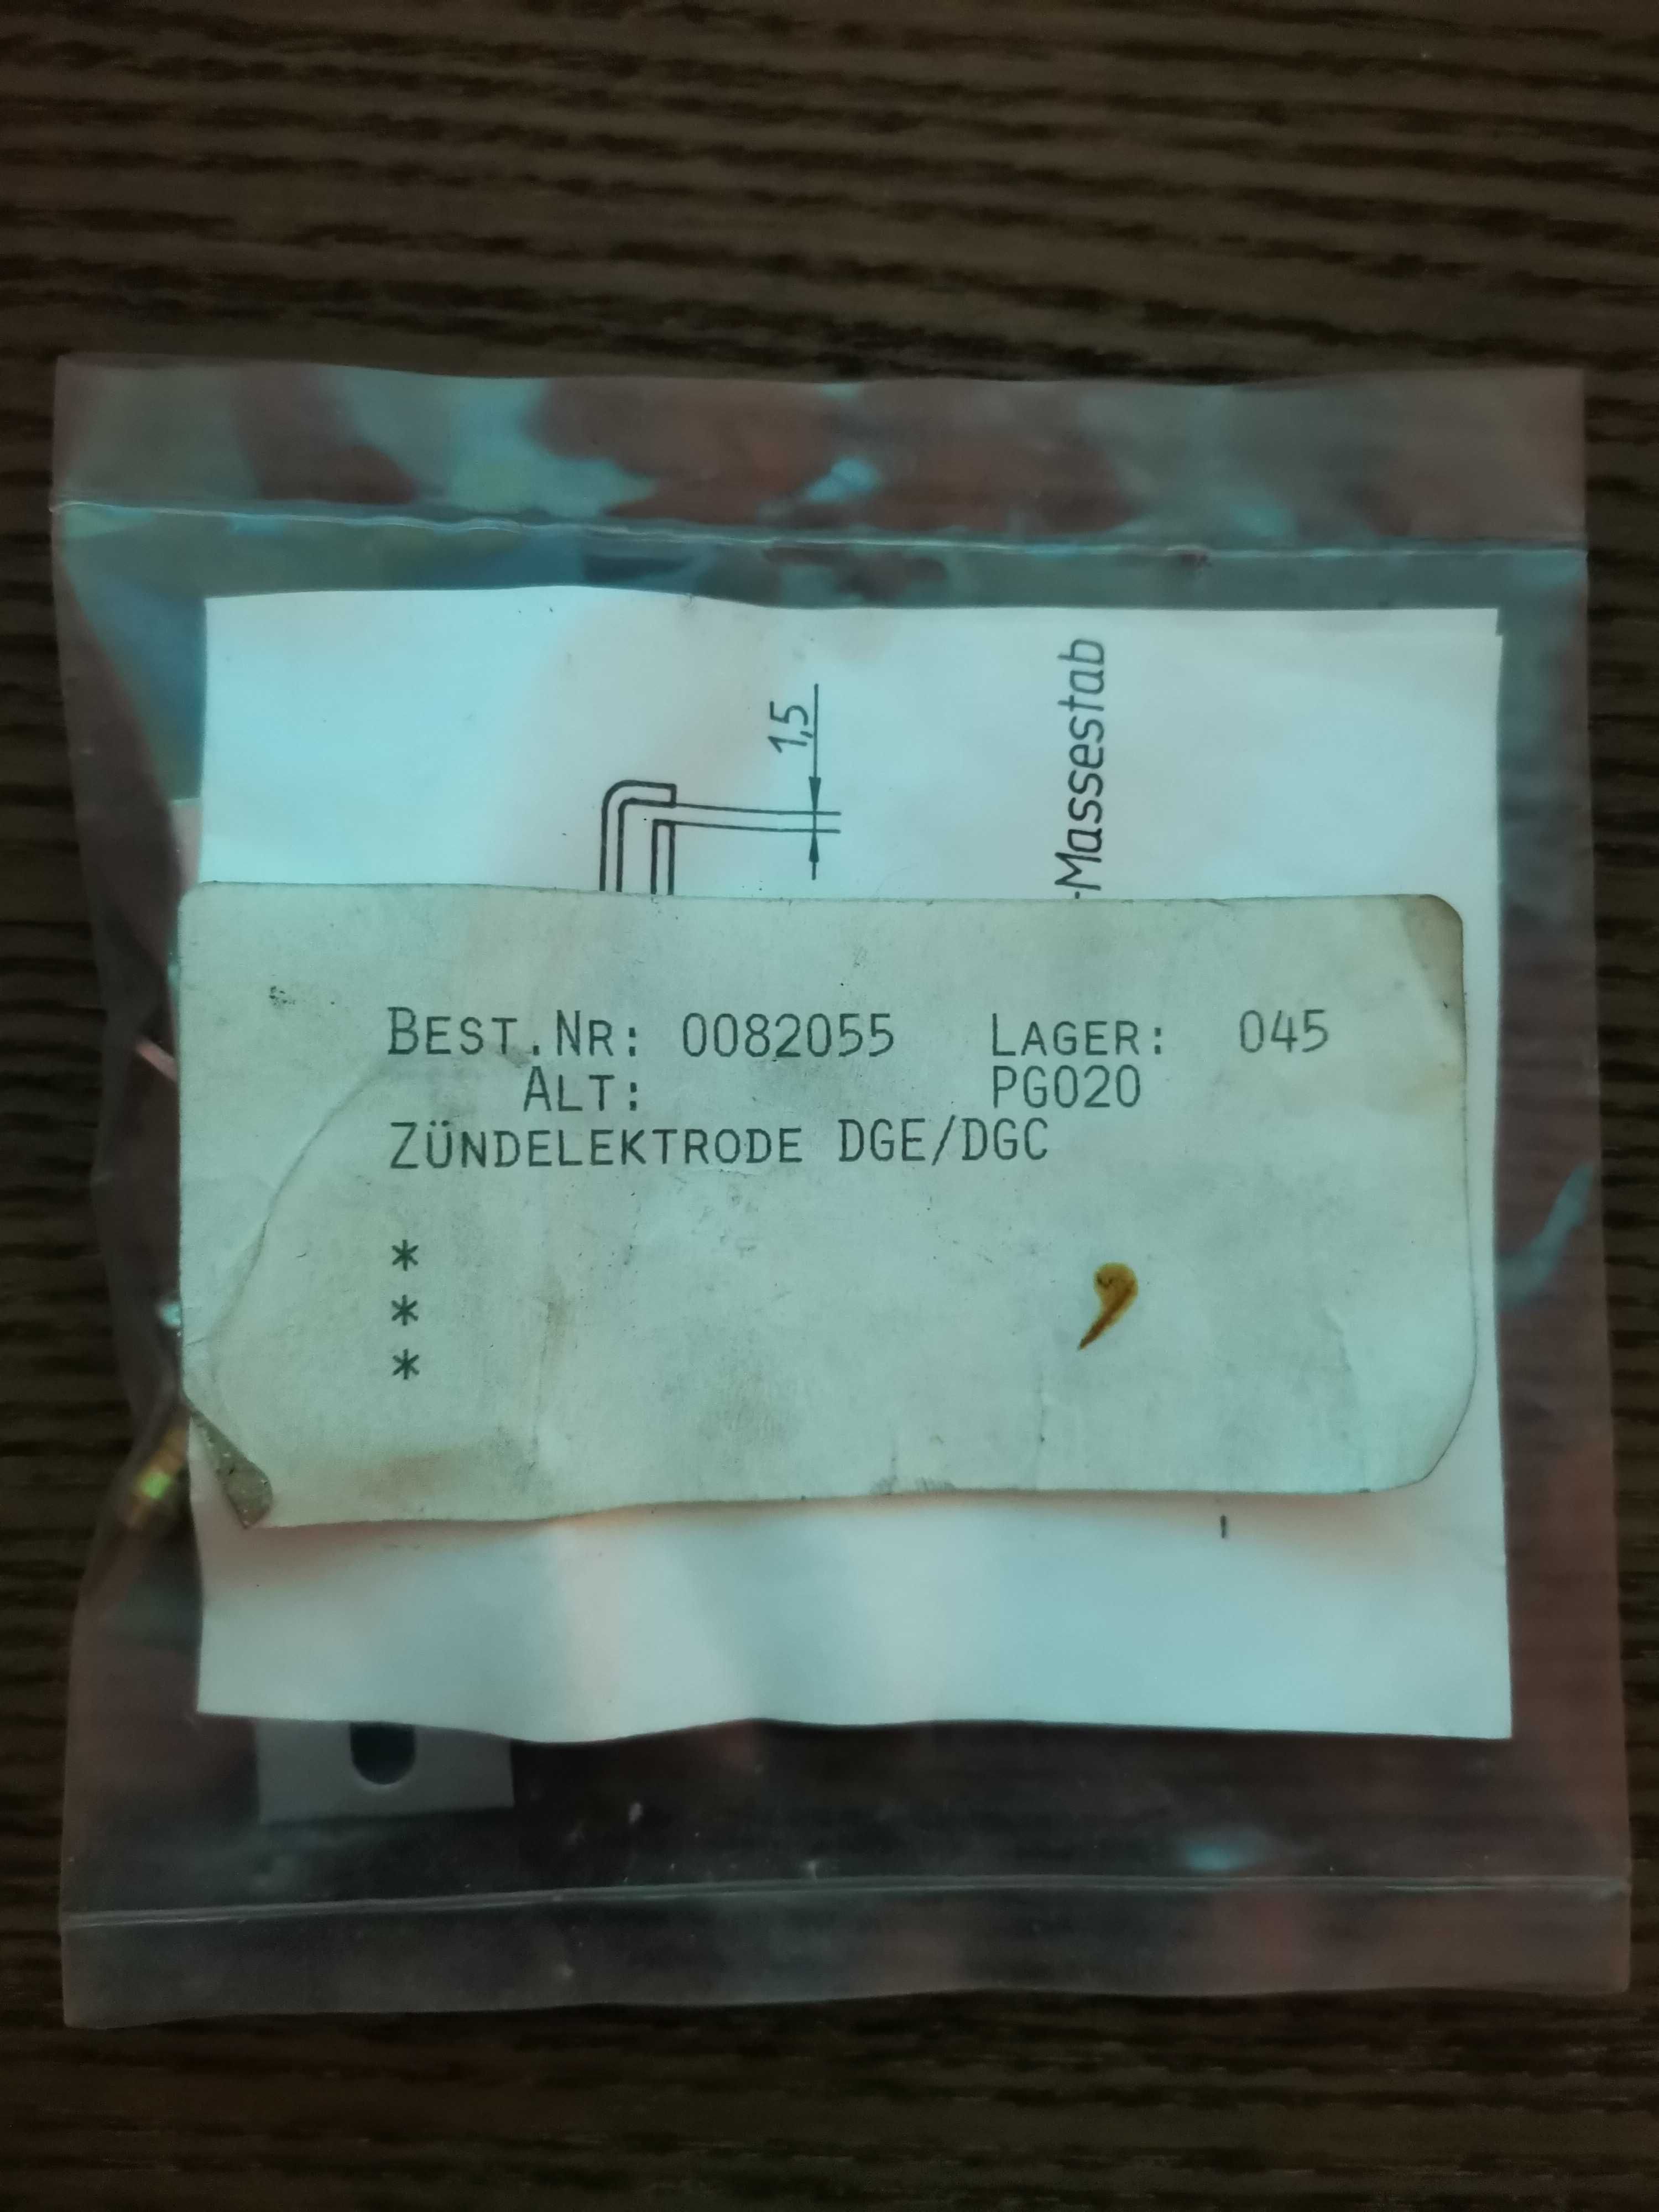 1,5
-Massestab
BEST.NR: 0082055 LAGER: 045
ALT: PG020
ZÜNDELEKTRODE DGE/DGC
*
*
*